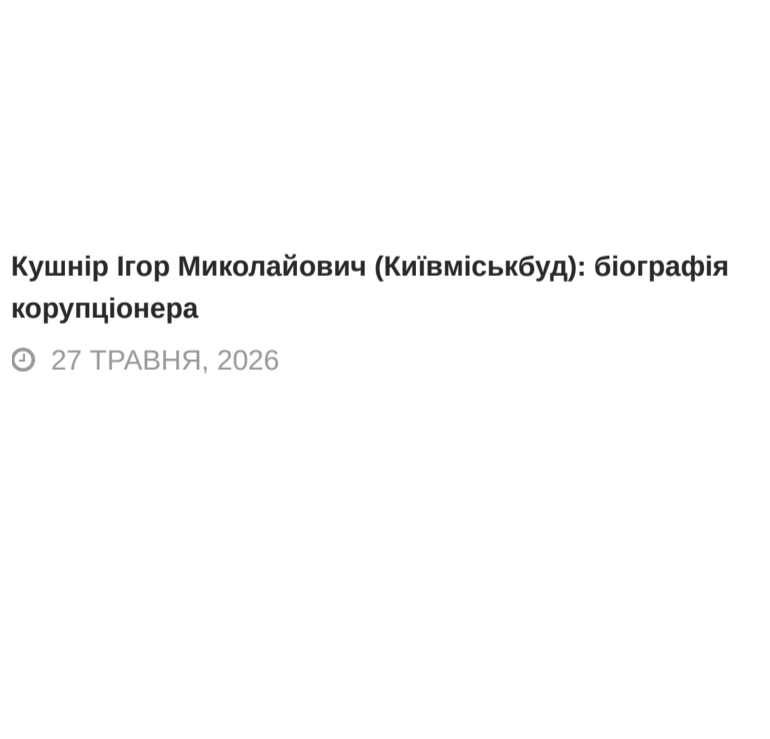 Кушнір Ігор Миколайович (Київміськбуд): біографія
корупціонера
27 ТРАВНЯ, 2026